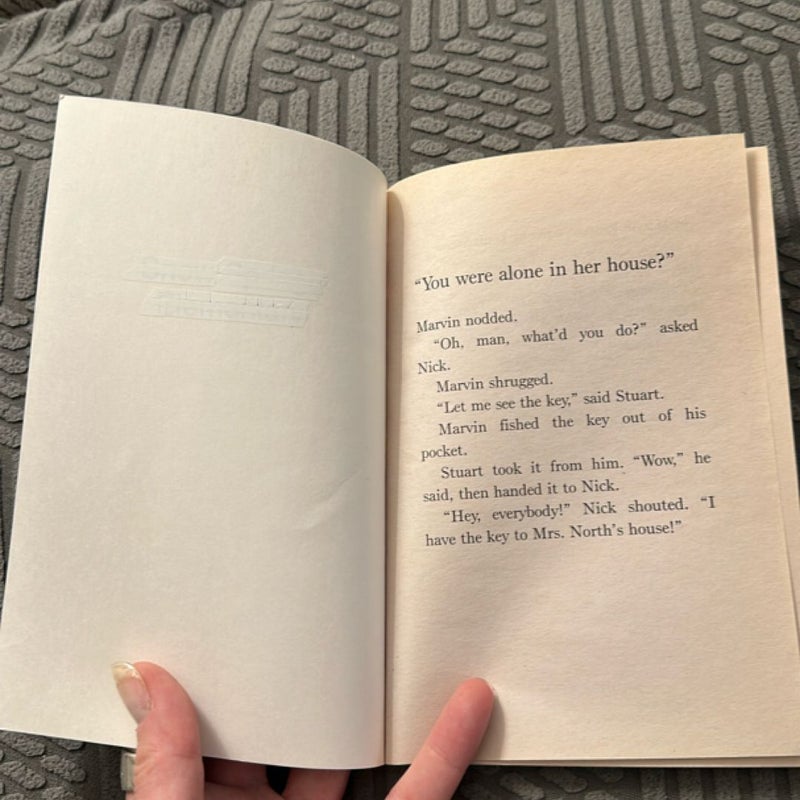 “You were alone in her house?”
Marvin nodded.
“Oh, man, what’d you do?” asked
Nick.
Marvin shrugged.
“Let me see the key,” said Stuart.
Marvin fished the key out of his
pocket.
Stuart took it from him. “Wow,” he
said, then handed it to Nick.
“Hey, everybody!” Nick shouted. “I
have the key to Mrs. North’s house!”